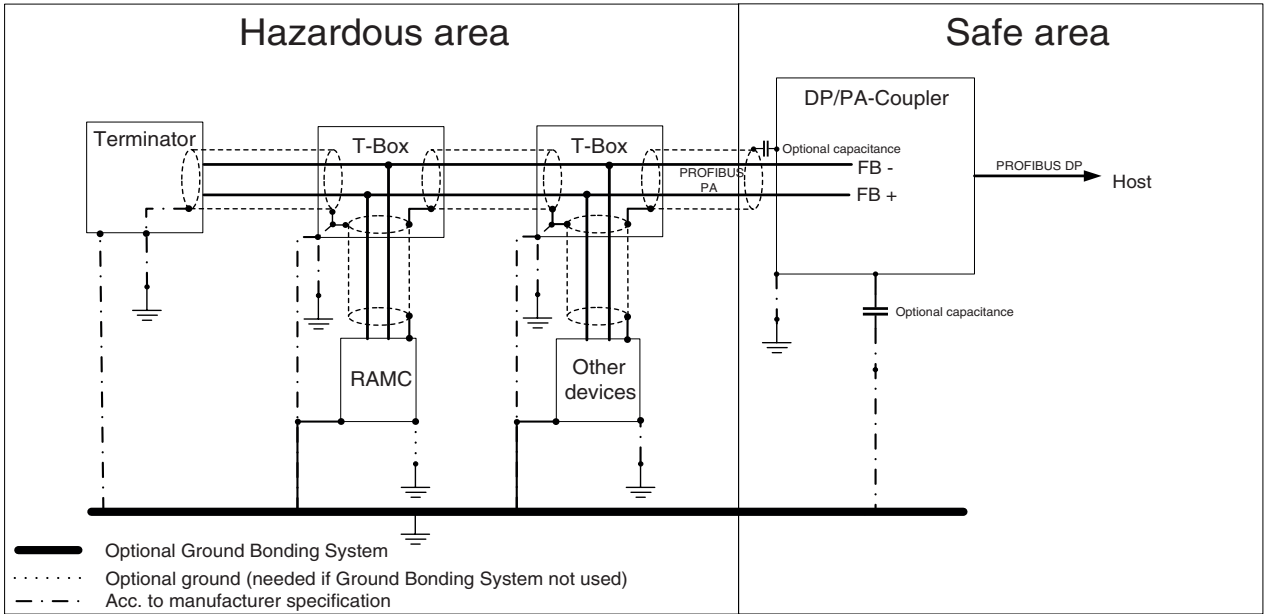 Hazardous area
Safe area
DP/PA-Coupler
Terminator
T-Box
T-Box
Optional capacitance
PROFIBUS
PA
FB -
FB +
PROFIBUS DP
Host
Optional capacitance
RAMC
Other
devices
Optional Ground Bonding System
Optional ground (needed if Ground Bonding System not used)
Acc. to manufacturer specification